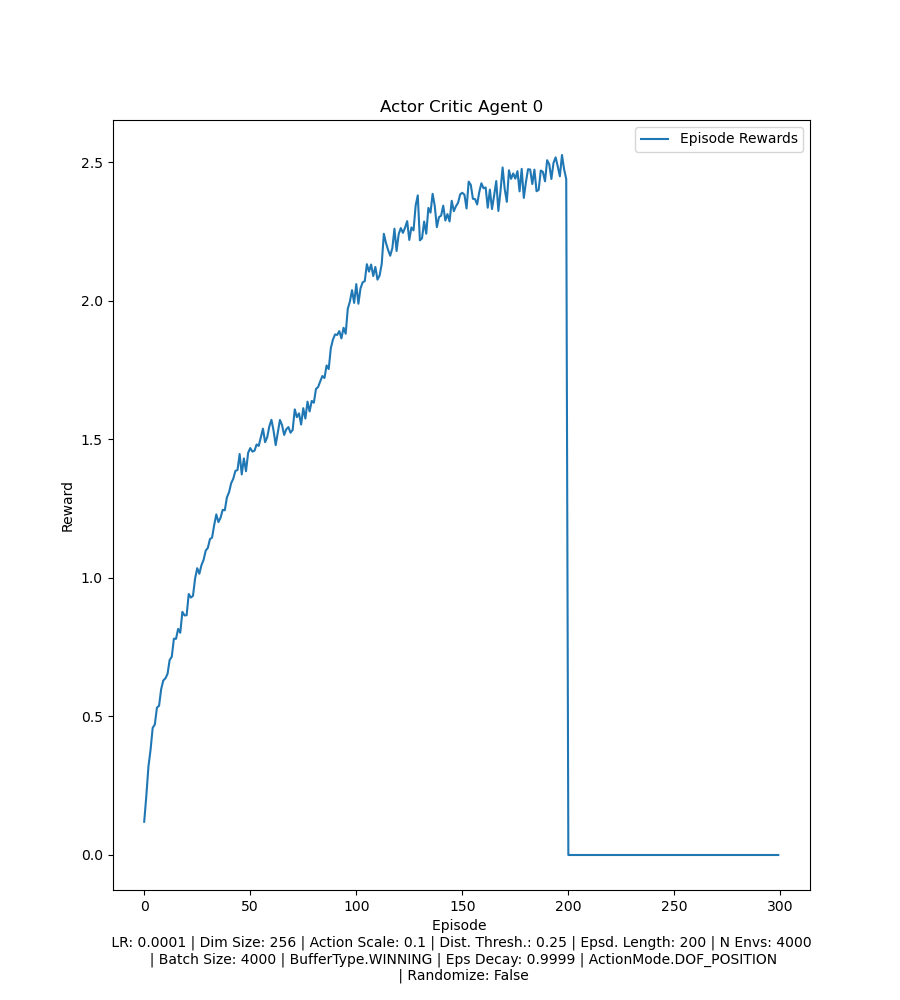 Actor Critic Agent 0
Episode Rewards
2.5
2.0
1.5
1.0
0.5
0.0
Reward
0 50 100 150 200 250 300
Episode
LR: 0.0001 | Dim Size: 256 | Action Scale: 0.1 | Dist. Thresh.: 0.25 | Epsd. Length: 200 | N Envs: 4000
| Batch Size: 4000 | BufferType.WINNING | Eps Decay: 0.9999 | ActionMode.DOF_POSITION
| Randomize: False